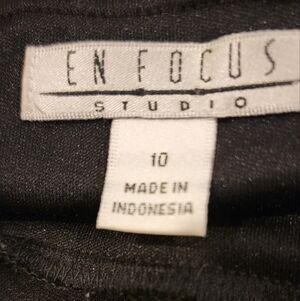 EN FOCUS
STUDIO
10
MADE IN
INDONESIA